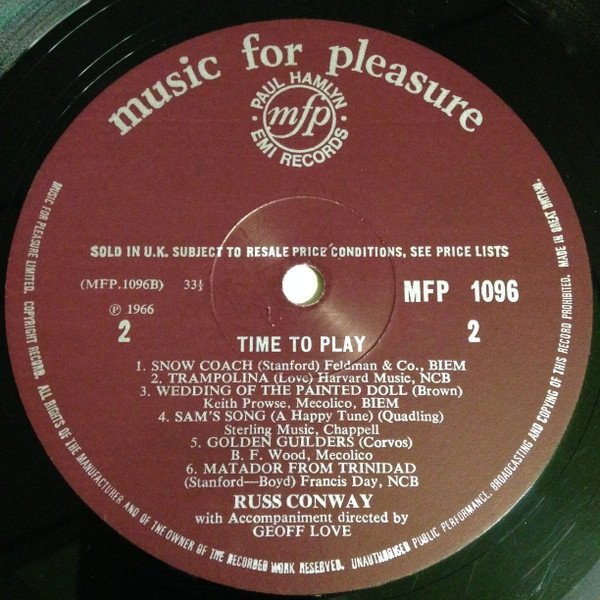 music for pleasure
PAUL HAMLYN
mfp
EMI RECORDS
SOLD IN U.K. SUBJECT TO RESALE PRICE CONDITIONS, SEE PRICE LISTS
(MFP.1096B) 33⅓ MFP 1096
℗ 1966
2 2
TIME TO PLAY
1. SNOW COACH (Stanford) Feldman & Co., BIEM
2. TRAMPOLINA (Love) Harvard Music, NCB
3. WEDDING OF THE PAINTED DOLL (Brown)
Keith Prowse, Mecolico, BIEM
4. SAM'S SONG (A Happy Tune) (Quadling)
Sterling Music, Chappell
5. GOLDEN GUILDERS (Corvos)
B. F. Wood, Mecolico
6. MATADOR FROM TRINIDAD
(Stanford—Boyd) Francis Day, NCB
RUSS CONWAY
with Accompaniment directed by
GEOFF LOVE
MUSIC FOR PLEASURE LIMITED. COPYRIGHT RECORD. ALL RIGHTS OF THE MANUFACTURER AND OF THE OWNER OF THE RECORDED WORK RESERVED. UNAUTHORISED PUBLIC PERFORMANCE, BROADCASTING AND COPYING OF THIS RECORD PROHIBITED. MADE IN GREAT BRITAIN.